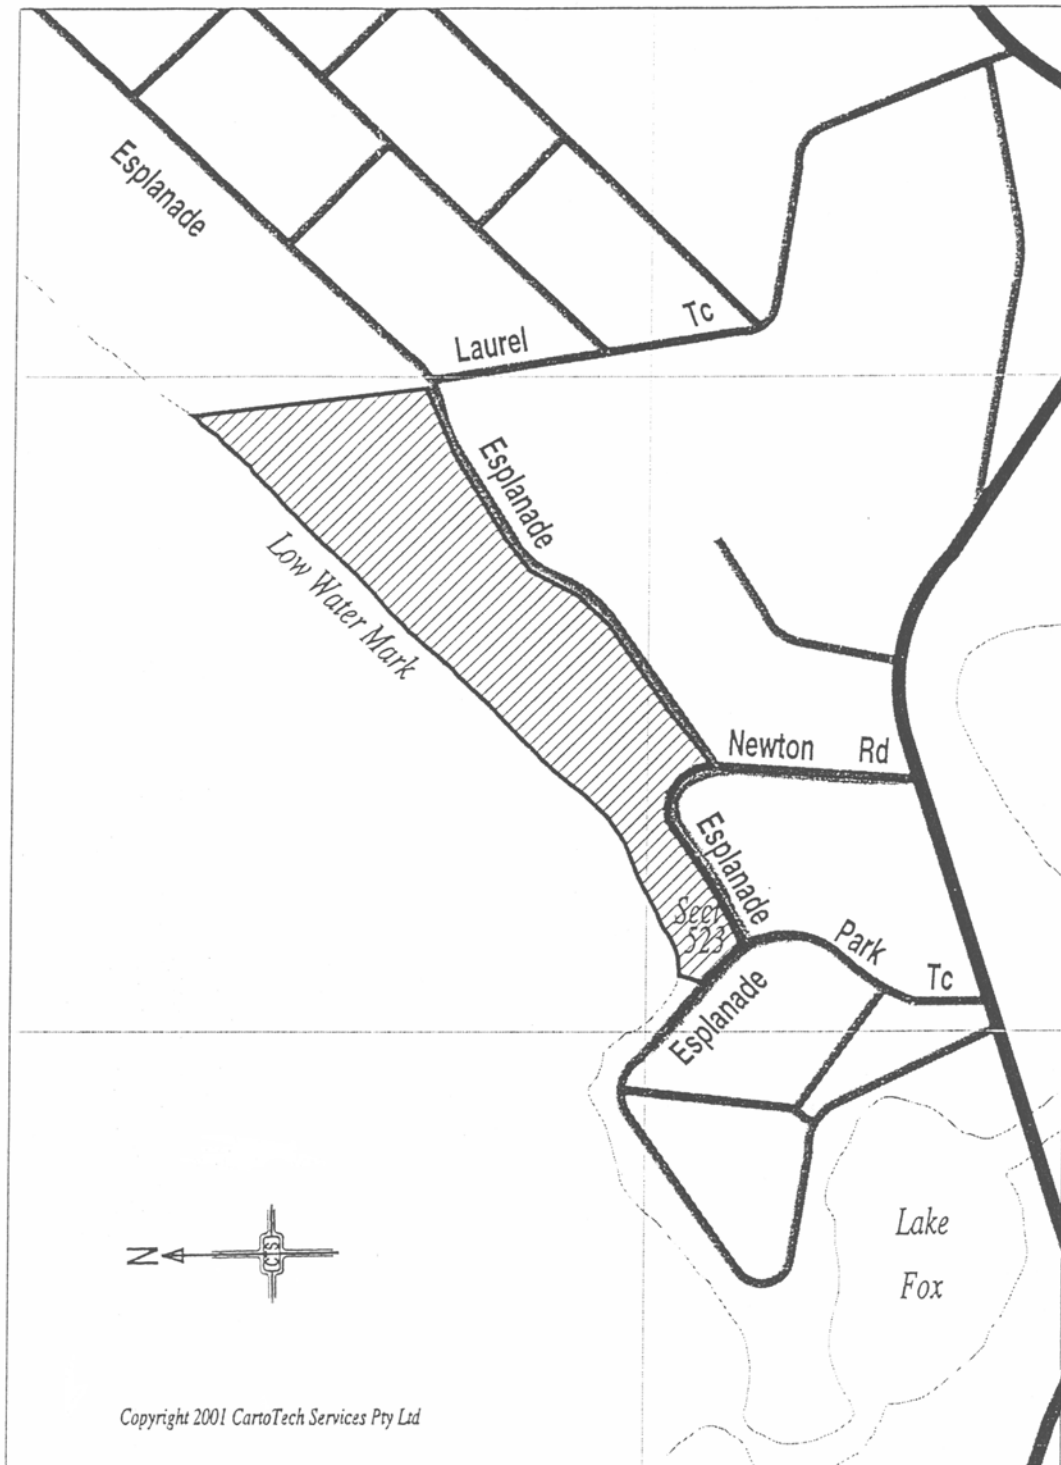 Esplanade
Laurel Tc
Esplanade
Low Water Mark
Newton Rd
Esplanade
523
Park Tc
Esplanade
N
CTS
Lake
Fox
Copyright 2001 CartoTech Services Pty Ltd